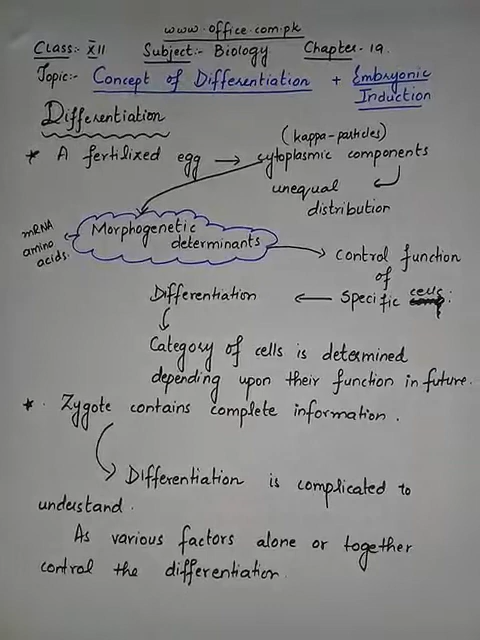 www.office.com.pk
Class:- XII Subject:- Biology Chapter- 19.
Topic:- Concept of Differentiation + Embryonic
Induction
Differentiation
(kappa-particles)
* A fertilized egg → cytoplasmic components
unequal
distribution
mRNA
amino
acids.
Morphogenetic
determinants
control function
of
specific cells:
Differentiation ←
Category of cells is determined
depending upon their function in future.
* . Zygote contains complete information .
Differentiation is complicated to
understand.
As various factors alone or together
control the differentiation.